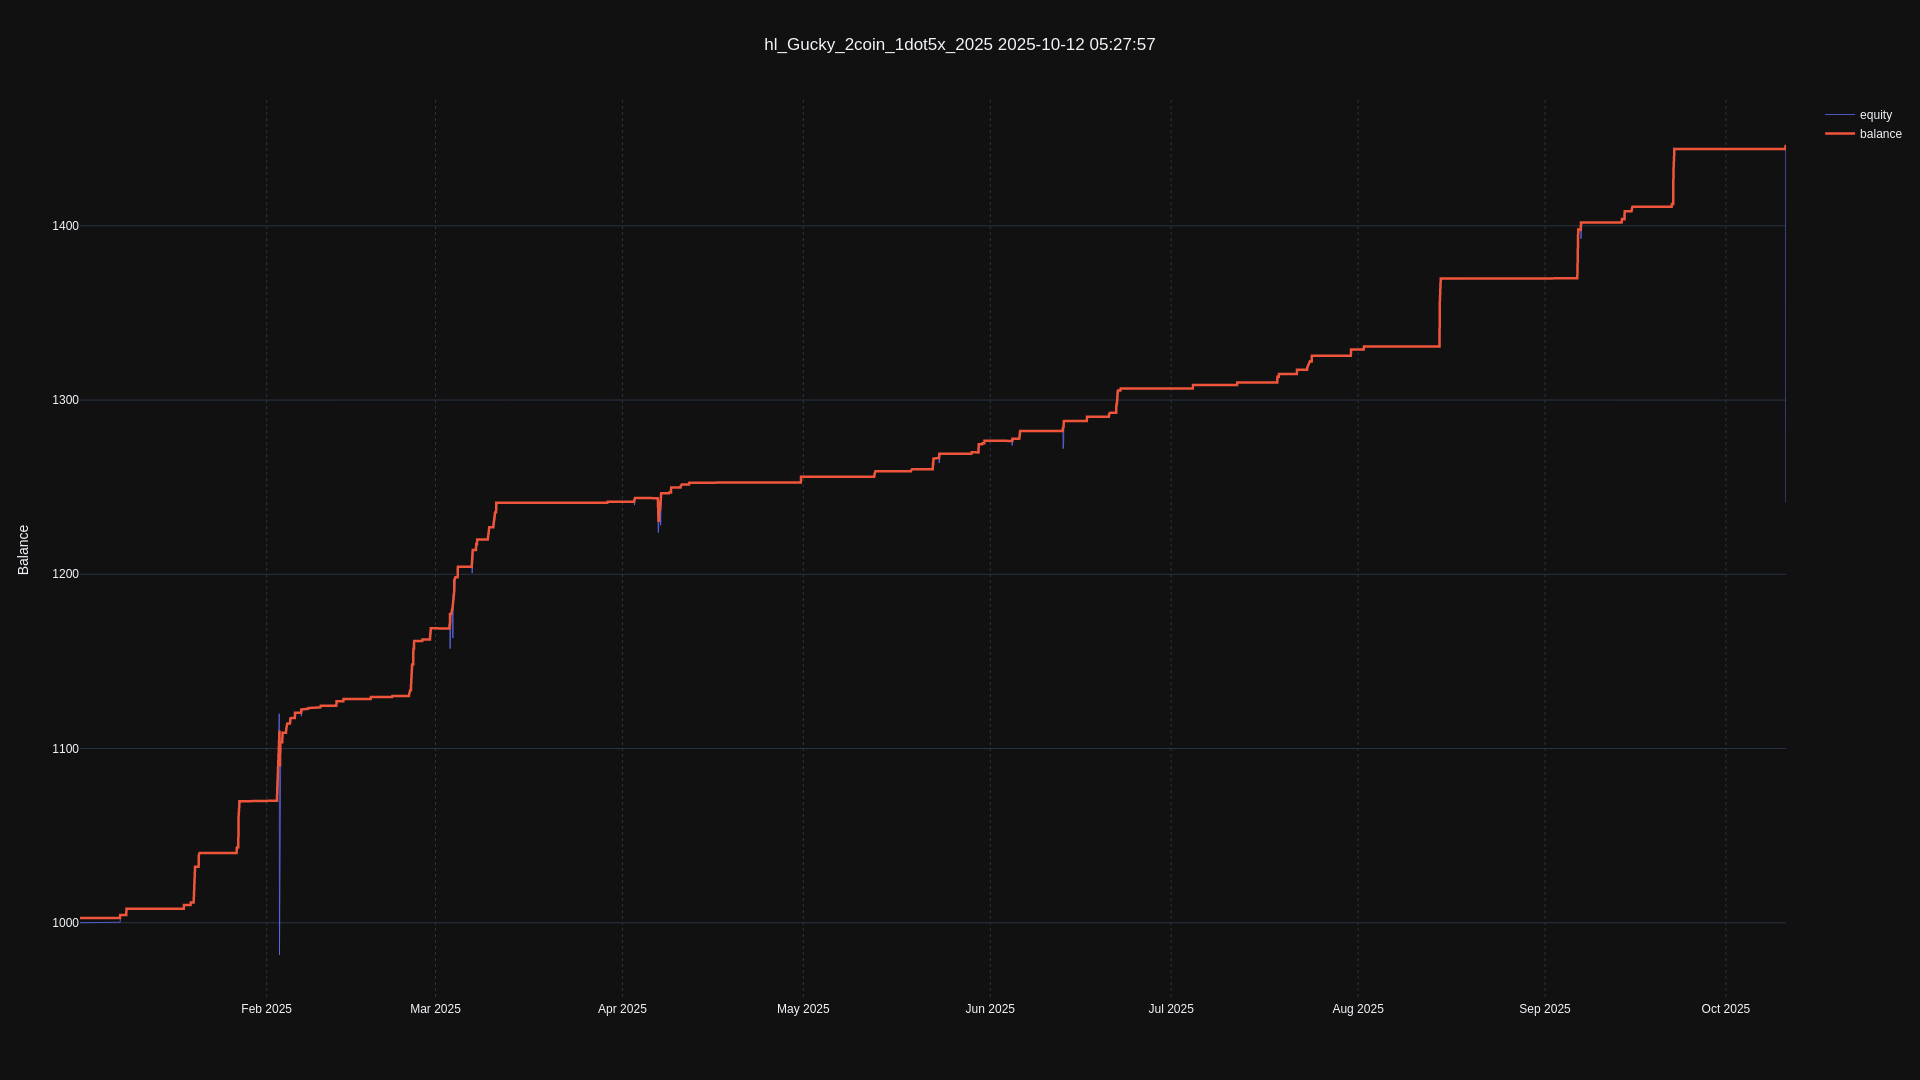 hl_Gucky_2coin_1dot5x_2025 2025-10-12 05:27:57
equity
balance
1400
1300
1200
1100
1000
Balance
Feb 2025
Mar 2025
Apr 2025
May 2025
Jun 2025
Jul 2025
Aug 2025
Sep 2025
Oct 2025